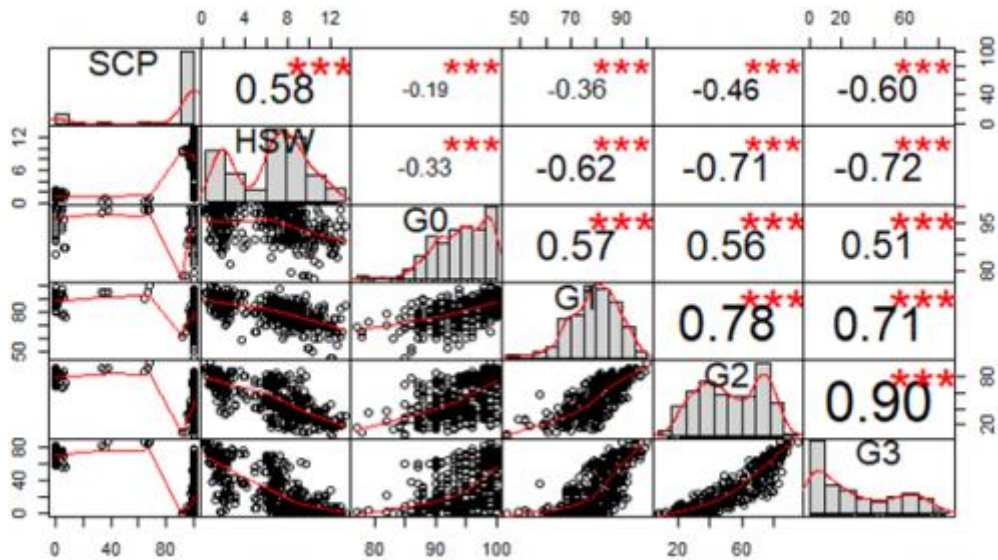 0 4 8 12 50 70 90 0 20 60
SCP 0.58 *** -0.19 *** -0.36 *** -0.46 *** -0.60 *** 0 40 100
0 6 12 HSW -0.33 *** -0.62 *** -0.71 *** -0.72 ***
G0 0.57 *** 0.56 *** 0.51 *** 80 95
50 80 G 0.78 *** 0.71 ***
G2 0.90 *** 20 80
0 40 80 G3
0 40 80 80 90 100 20 60